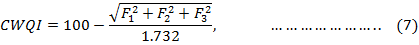 CWQI = 100 − √(F₁² + F₂² + F₃²) / 1.732, … … … … … … … .. (7)